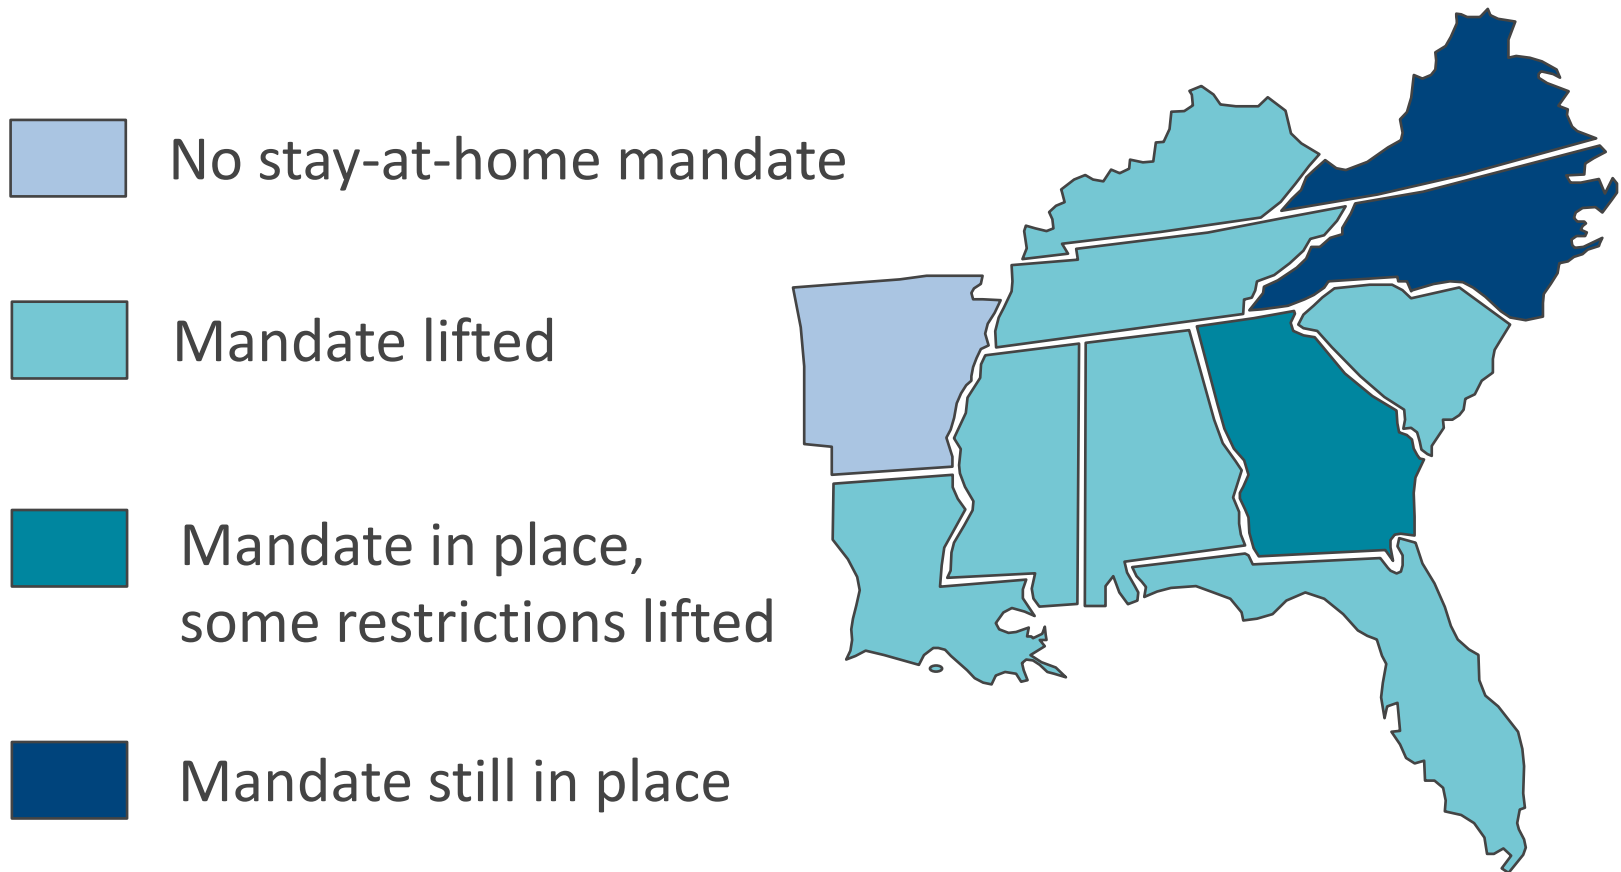 No stay-at-home mandate
Mandate lifted
Mandate in place,
some restrictions lifted
Mandate still in place